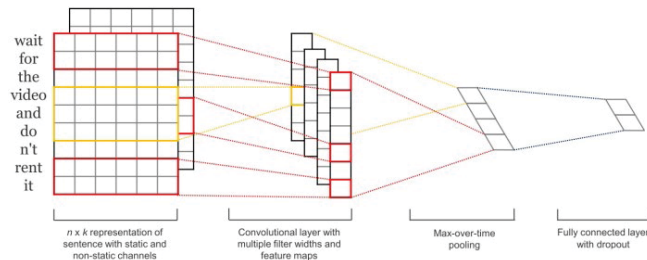 wait
for
the
video
and
do
n't
rent
it
n x k representation of
sentence with static and
non-static channels
Convolutional layer with
multiple filter widths and
feature maps
Max-over-time
pooling
Fully connected layer
with dropout